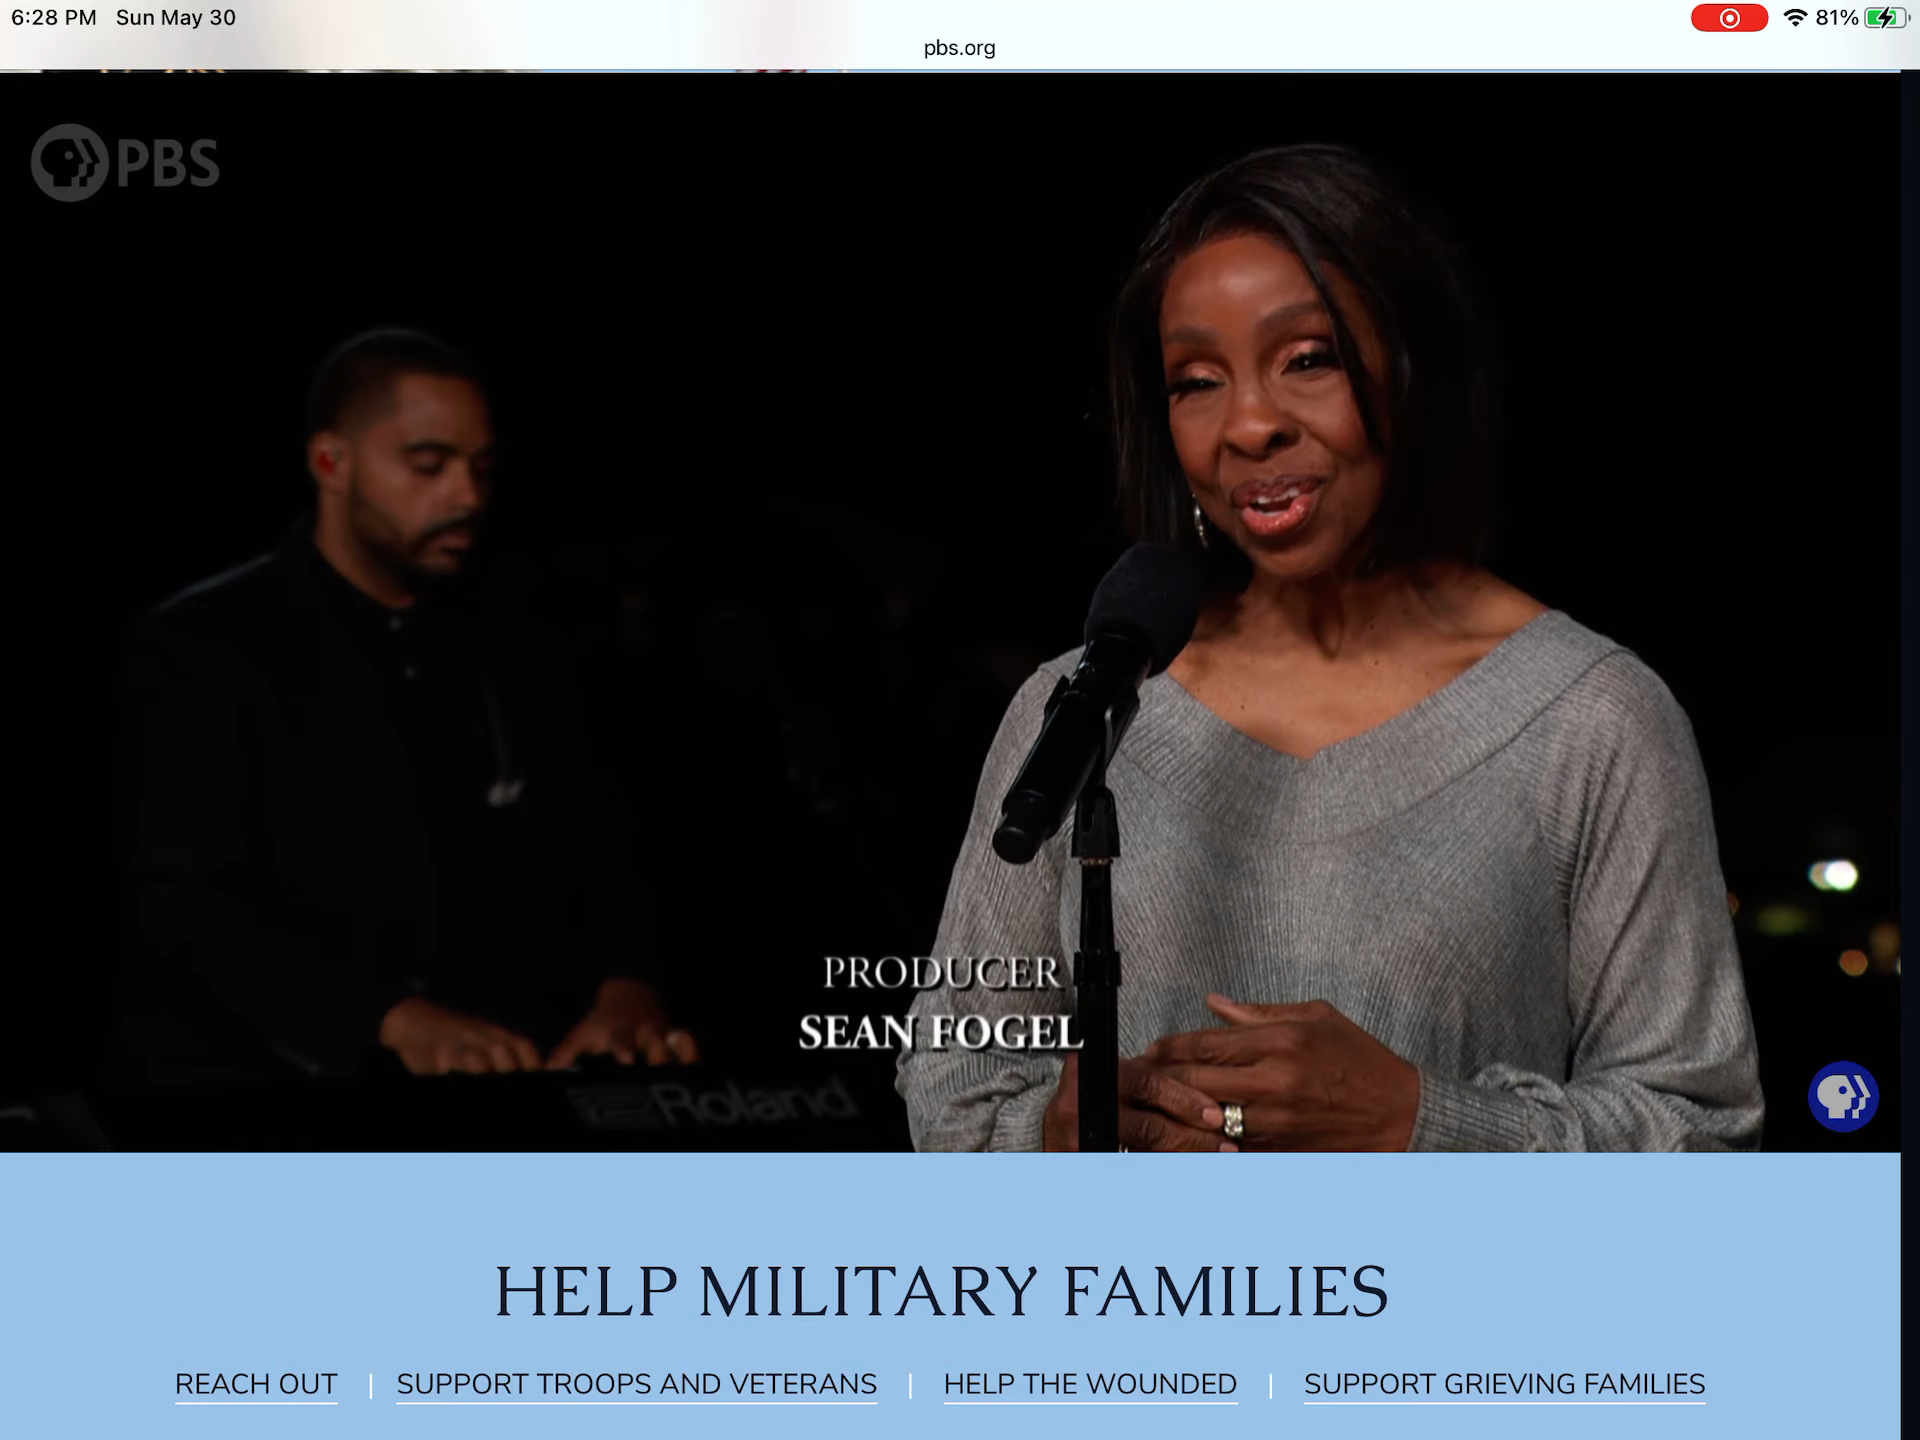 6:28 PM Sun May 30
81%
pbs.org
PBS
PRODUCER
SEAN FOGEL
Roland
HELP MILITARY FAMILIES
REACH OUT | SUPPORT TROOPS AND VETERANS | HELP THE WOUNDED | SUPPORT GRIEVING FAMILIES